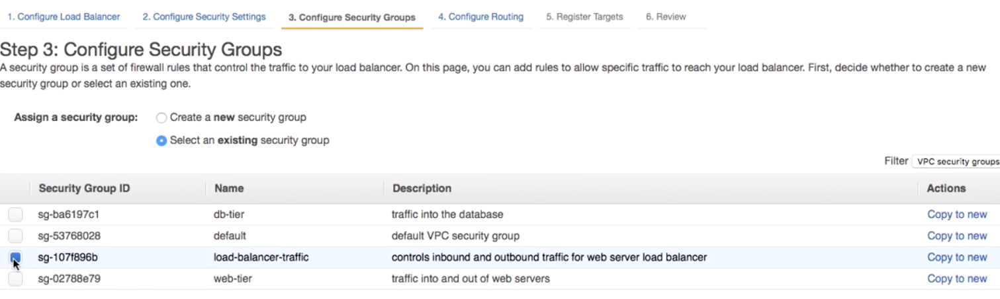 1. Configure Load Balancer 2. Configure Security Settings 3. Configure Security Groups 4. Configure Routing 5. Register Targets 6. Review
Step 3: Configure Security Groups
A security group is a set of firewall rules that control the traffic to your load balancer. On this page, you can add rules to allow specific traffic to reach your load balancer. First, decide whether to create a new
security group or select an existing one.
Assign a security group: Create a new security group
Select an existing security group
Filter VPC security groups
Security Group ID Name Description Actions
sg-ba6197c1 db-tier traffic into the database Copy to new
sg-53768028 default default VPC security group Copy to new
sg-107f896b load-balancer-traffic controls inbound and outbound traffic for web server load balancer Copy to new
sg-02788e79 web-tier traffic into and out of web servers Copy to new